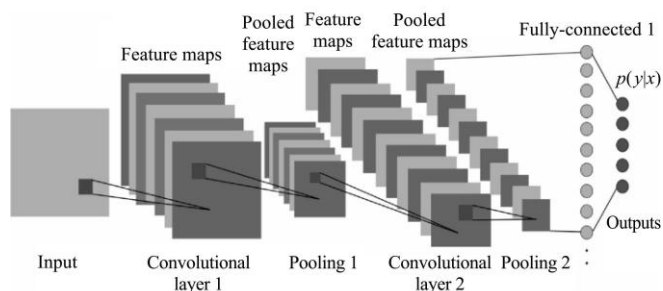 Feature maps
Pooled
feature
maps
Feature
maps
Pooled
feature maps
Fully-connected 1
p(y|x)
Outputs
Input
Convolutional
layer 1
Pooling 1
Convolutional
layer 2
Pooling 2